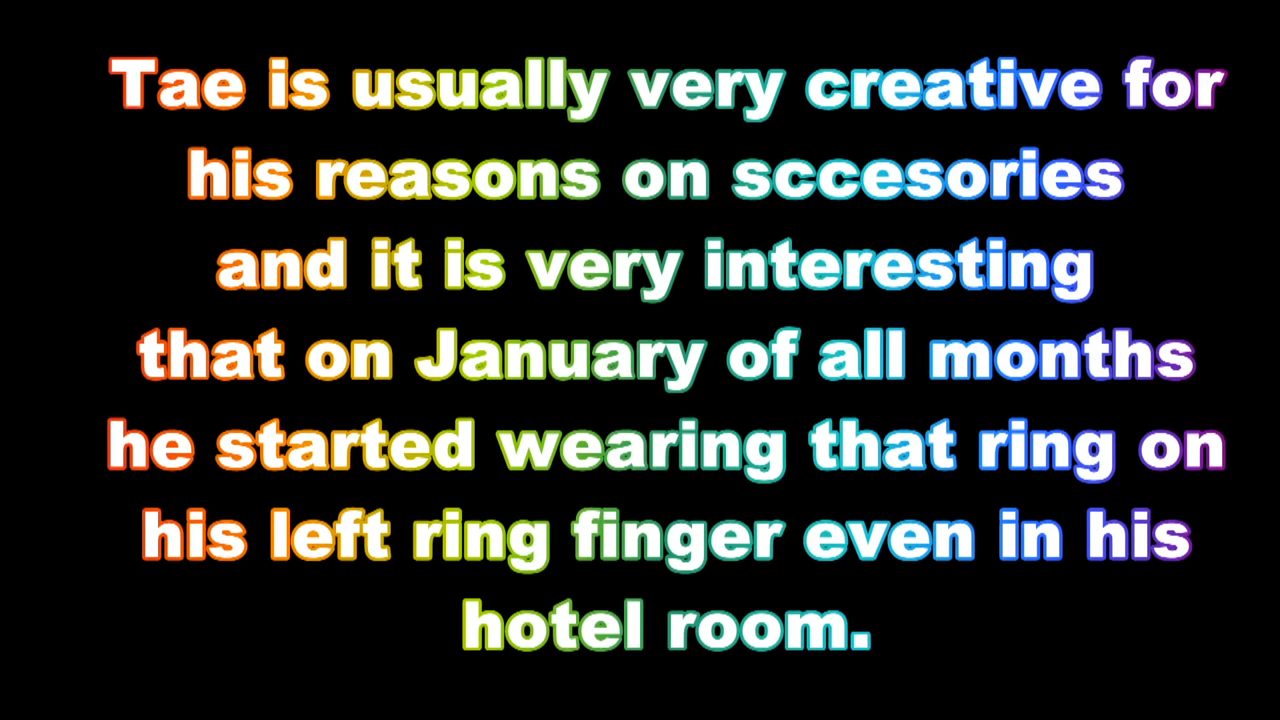 Tae is usually very creative for
his reasons on sccesories
and it is very interesting
that on January of all months
he started wearing that ring on
his left ring finger even in his
hotel room.